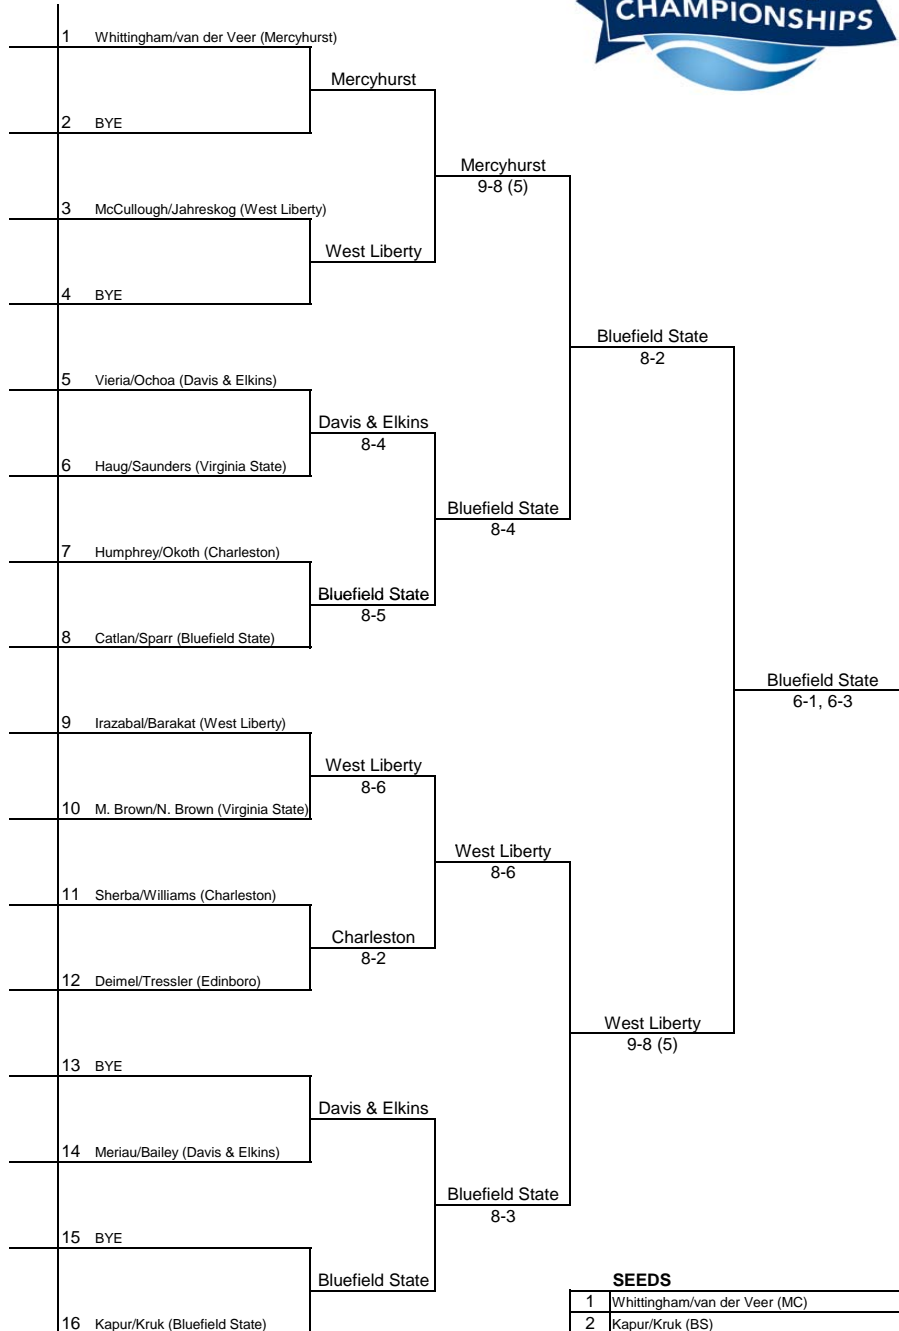 CHAMPIONSHIPS
1 Whittingham/van der Veer (Mercyhurst)
Mercyhurst
2 BYE
Mercyhurst
9-8 (5)
3 McCullough/Jahreskog (West Liberty)
West Liberty
4 BYE
Bluefield State
8-2
5 Vieria/Ochoa (Davis & Elkins)
Davis & Elkins
8-4
6 Haug/Saunders (Virginia State)
Bluefield State
8-4
7 Humphrey/Okoth (Charleston)
Bluefield State
8-5
8 Catlan/Sparr (Bluefield State)
Bluefield State
6-1, 6-3
9 Irazabal/Barakat (West Liberty)
West Liberty
8-6
10 M. Brown/N. Brown (Virginia State)
West Liberty
8-6
11 Sherba/Williams (Charleston)
Charleston
8-2
12 Deimel/Tressler (Edinboro)
West Liberty
9-8 (5)
13 BYE
Davis & Elkins
14 Meriau/Bailey (Davis & Elkins)
Bluefield State
8-3
15 BYE
Bluefield State
16 Kapur/Kruk (Bluefield State)
SEEDS
1 Whittingham/van der Veer (MC)
2 Kapur/Kruk (BS)